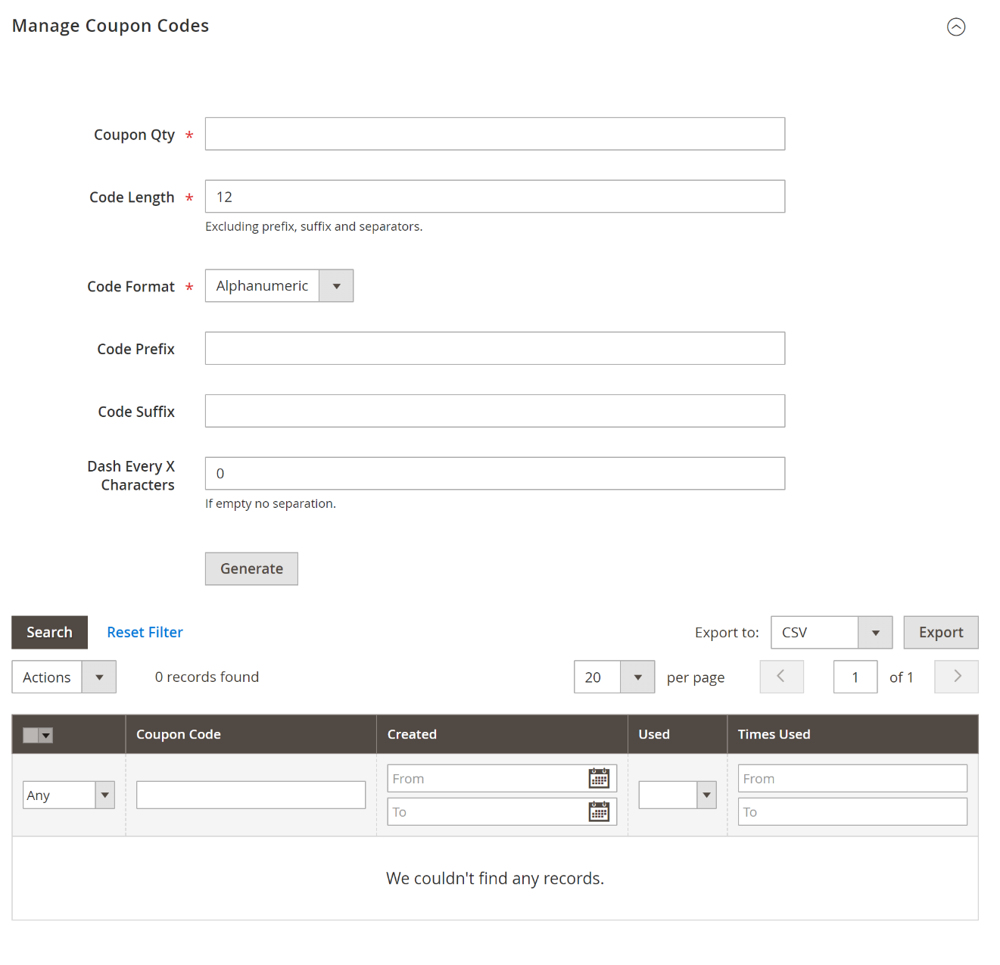 Manage Coupon Codes
Coupon Qty *
Code Length * 12
Excluding prefix, suffix and separators.
Code Format * Alphanumeric
Code Prefix
Code Suffix
Dash Every X
Characters
0
If empty no separation.
Generate
Search Reset Filter Export to: CSV Export
Actions 0 records found 20 per page 1 of 1
Coupon Code Created Used Times Used
From From
Any
To To
We couldn't find any records.